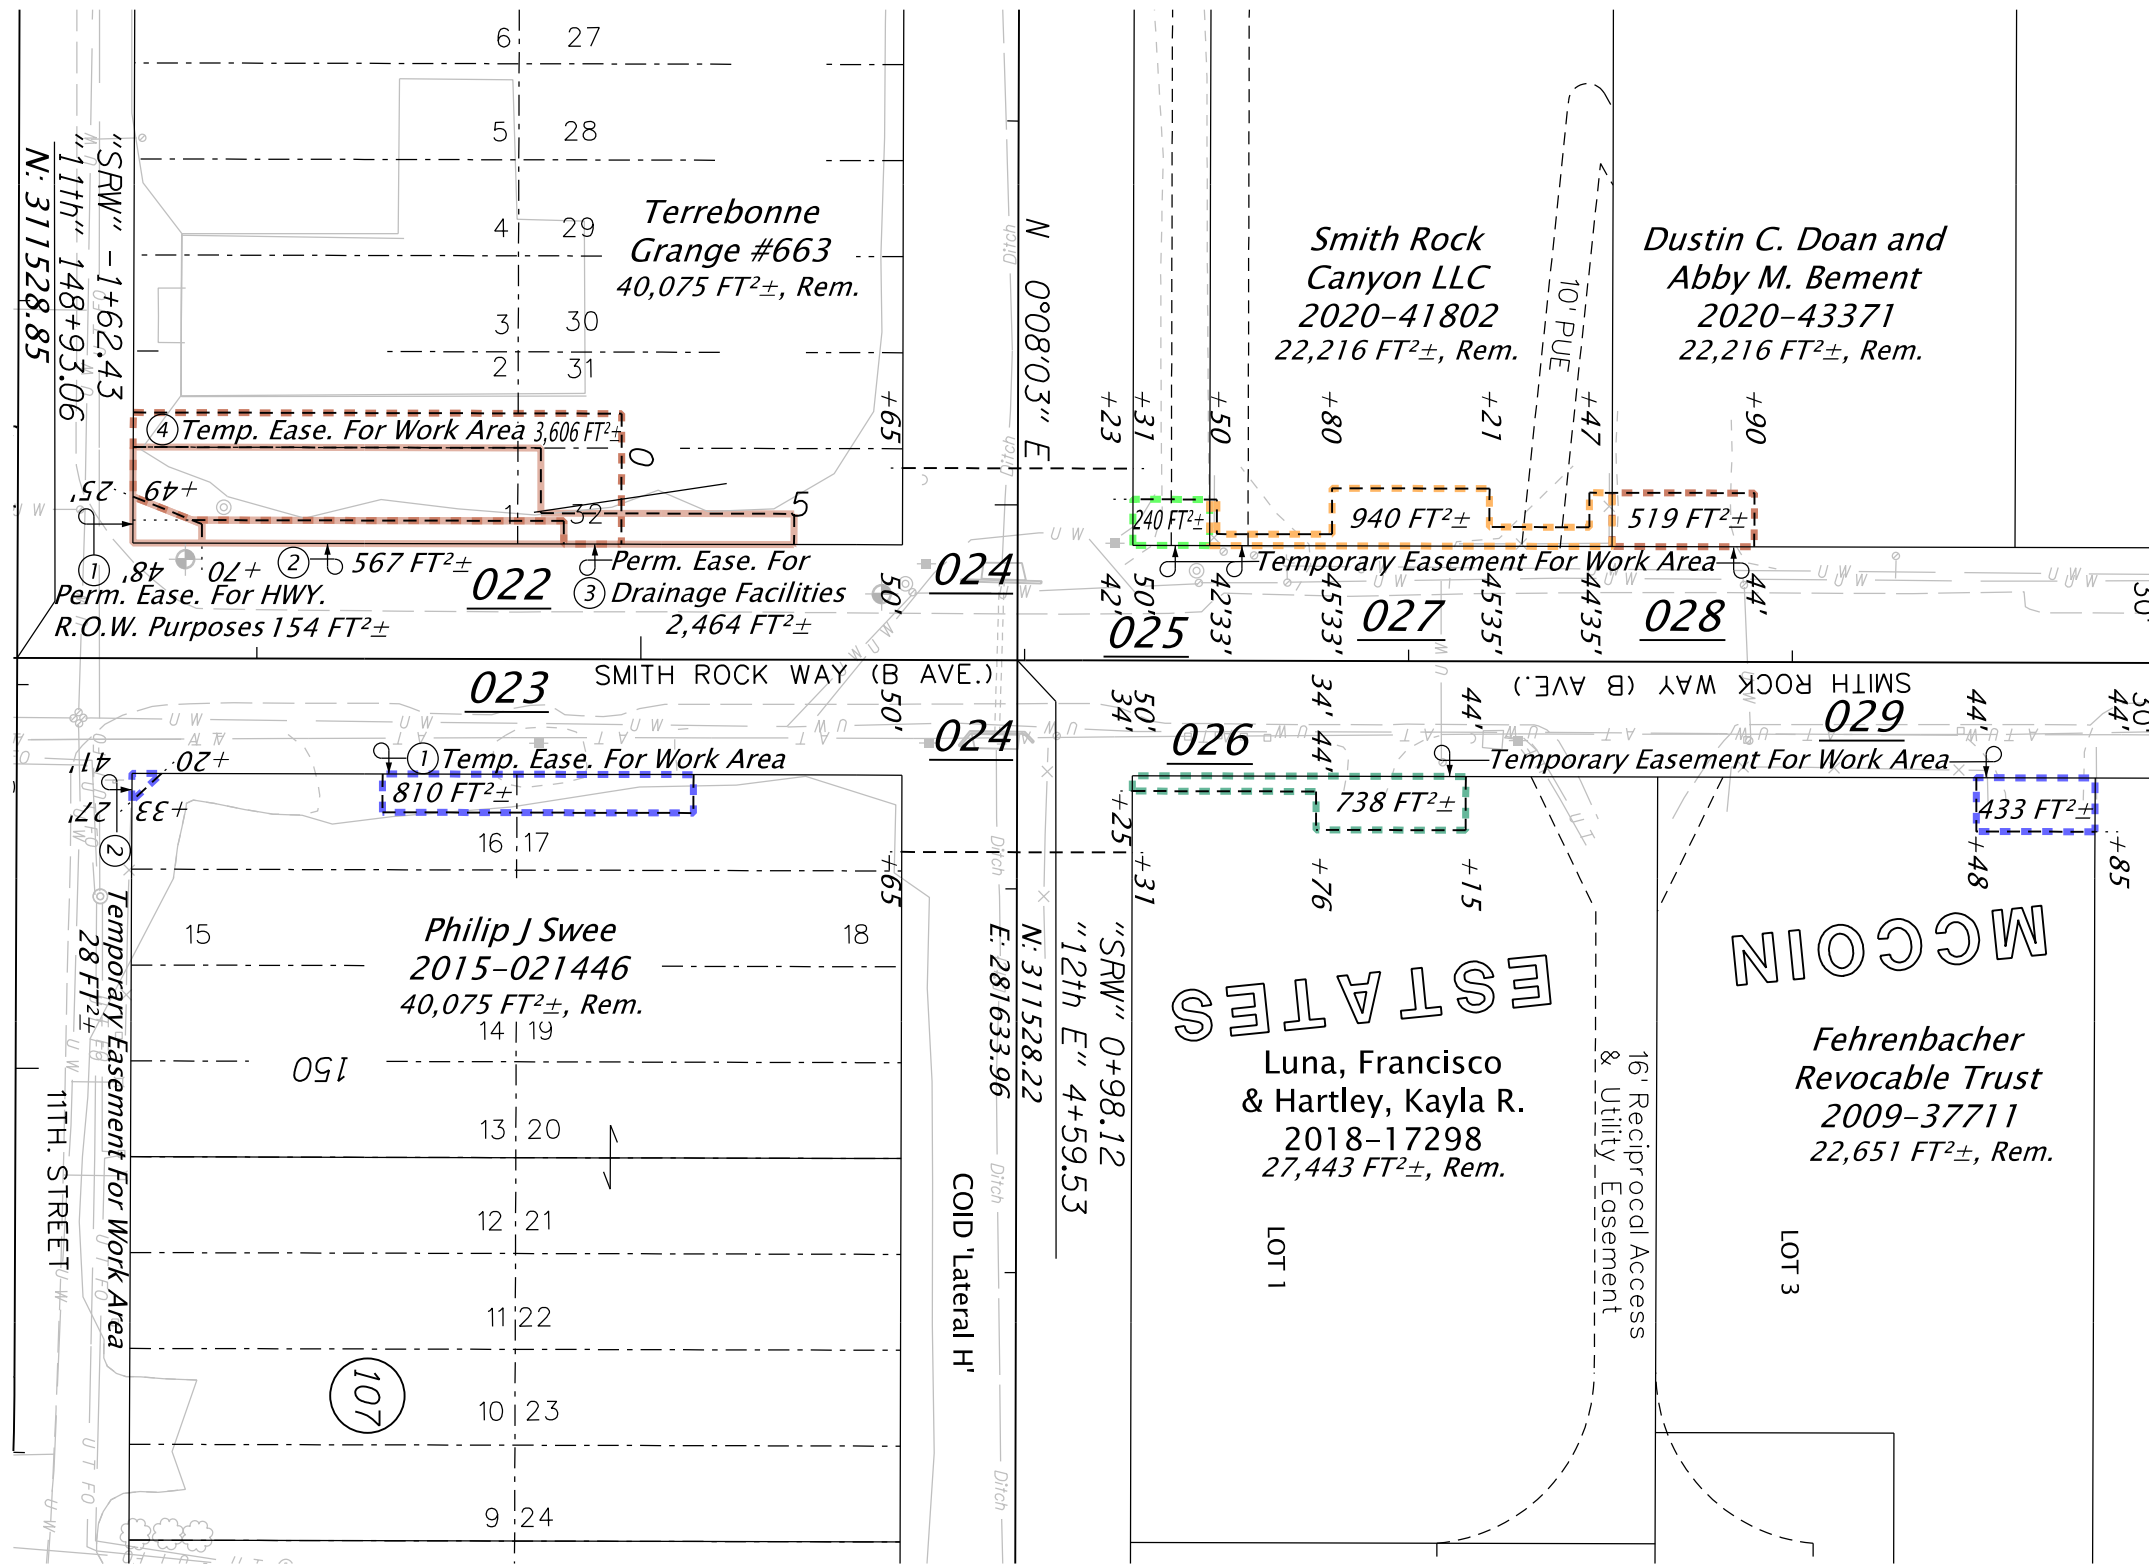 6 27
5 28
4 29
3 30
2 31
1 32
Terrebonne
Grange #663
40,075 FT²±, Rem.
"SRW" -1+62.43
"11th" 148+93.06
N: 311528.85
4 Temp. Ease. For Work Area 3,606 FT²±
0
5
+65
25'
+49
1
Perm. Ease. For HWY.
R.O.W. Purposes 154 FT²±
48'
+70
2 567 FT²±
022
Perm. Ease. For
3 Drainage Facilities
2,464 FT²±
50'
024
N 0°08'03" E
Ditch
Ditch
Smith Rock
Canyon LLC
2020-41802
22,216 FT²±, Rem.
10' PUE
Dustin C. Doan and
Abby M. Bement
2020-43371
22,216 FT²±, Rem.
+23
+31
+50
+80
+21
+47
+90
240 FT²±
940 FT²±
519 FT²±
Temporary Easement For Work Area
42'
50'
42'33'
45'33'
45'35'
44'35'
44'
50'
025
027
028
SMITH ROCK WAY (B AVE.)
SMITH ROCK WAY (B AVE.)
023
50'
024
026
029
34'
50'
34' 44'
44'
44'
44'
50'
41'
+20
27'
+33
2
Temporary Easement For Work Area
28 FT²±
1 Temp. Ease. For Work Area
810 FT²±
+65
16 17
15
18
Philip J Swee
2015-021446
40,075 FT²±, Rem.
14 19
150
13 20
12 21
11 22
107
10 23
9 24
11TH. STREET
COID 'Lateral H'
Ditch
Ditch
Ditch
N: 311528.22
E: 281633.96
"SRW" 0+98.12
"12th E" 4+59.53
+25
+31
+76
+15
+48
+85
738 FT²±
Temporary Easement For Work Area
433 FT²±
MCCOIN
ESTATES
Luna, Francisco
& Hartley, Kayla R.
2018-17298
27,443 FT²±, Rem.
LOT 1
16' Reciprocal Access
& Utility Easement
Fehrenbacher
Revocable Trust
2009-37711
22,651 FT²±, Rem.
LOT 3